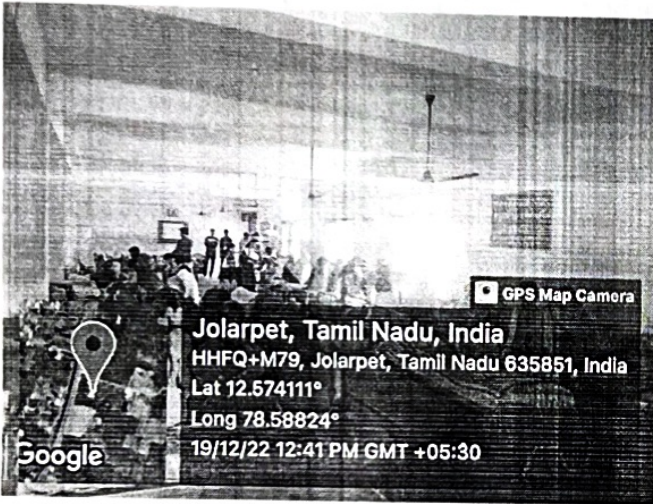 GPS Map Camera
Jolarpet, Tamil Nadu, India
HHFQ+M79, Jolarpet, Tamil Nadu 635851, India
Lat 12.574111°
Long 78.58824°
19/12/22 12:41 PM GMT +05:30
Google